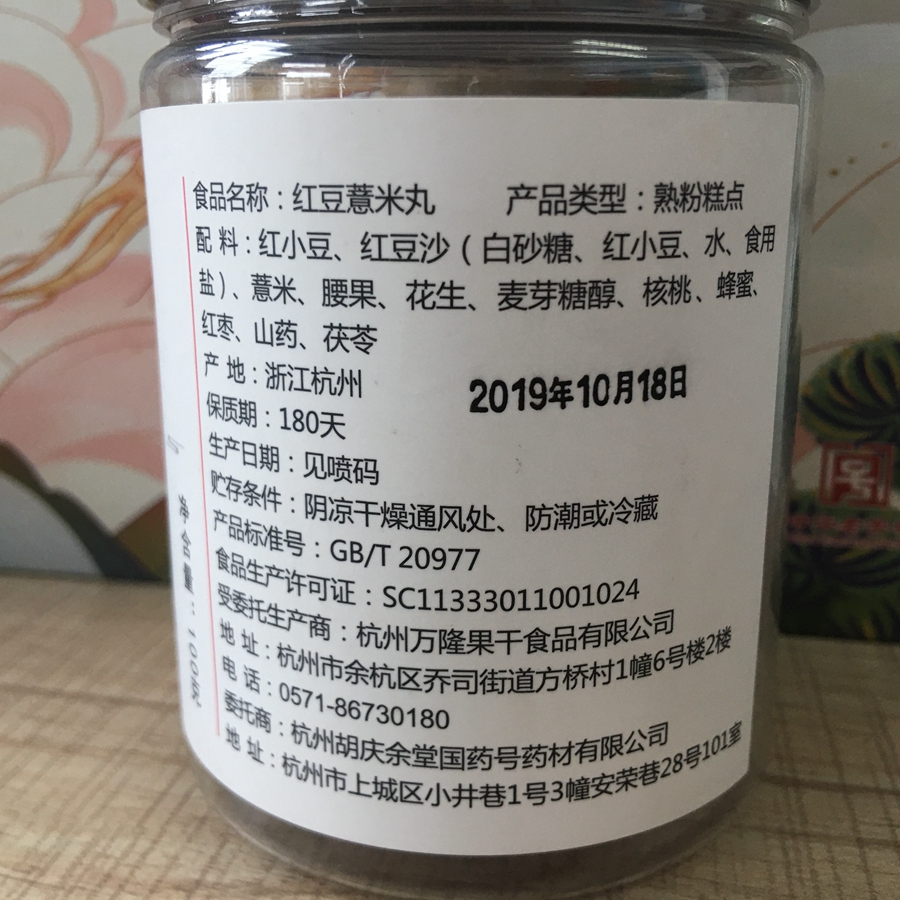 食品名称：红豆薏米丸 产品类型：熟粉糕点
配 料：红小豆、红豆沙（白砂糖、红小豆、水、食用
盐）、薏米、腰果、花生、麦芽糖醇、核桃、蜂蜜、
红枣、山药、茯苓
产 地：浙江杭州
2019年10月18日
保质期：180天
生产日期：见喷码
贮存条件：阴凉干燥通风处、防潮或冷藏
产品标准号：GB/T 20977
食品生产许可证：SC11333011001024
受委托生产商：杭州万隆果干食品有限公司
地 址：杭州市余杭区乔司街道方桥村1幢6号楼2楼
电 话：0571-86730180
委托商：杭州胡庆余堂国药号药材有限公司
地 址：杭州市上城区小井巷1号3幢安荣巷28号101室
净含量：100克